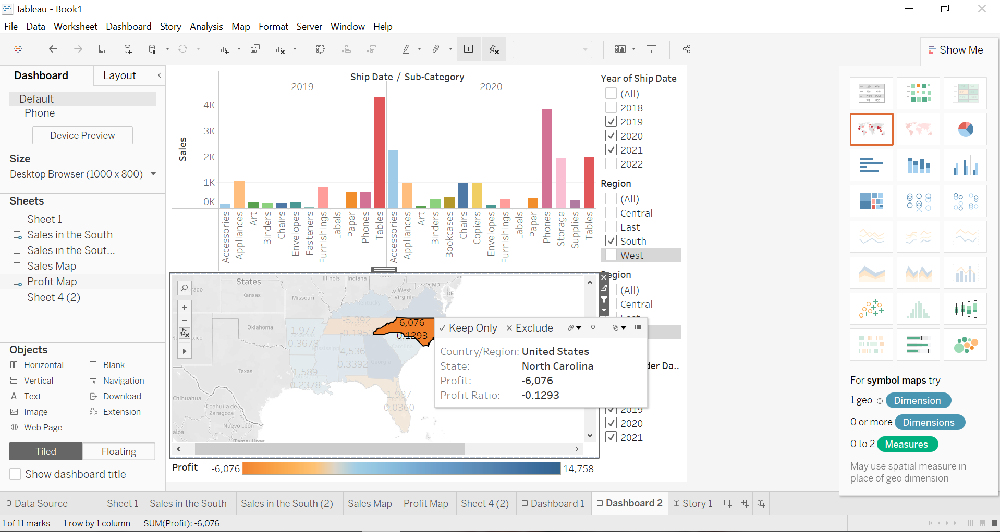 Tableau - Book1
File Data Worksheet Dashboard Story Analysis Map Format Server Window Help
Show Me
Dashboard
Layout
Default
Phone
Device Preview
Size
Desktop Browser (1000 x 800)
Sheets
Sheet 1
Sales in the South
Sales in the Sout...
Sales Map
Profit Map
Sheet 4 (2)
Objects
Horizontal
Blank
Vertical
Navigation
Text
Download
Image
Extension
Web Page
Tiled
Floating
Show dashboard title
Ship Date / Sub-Category
2019
2020
Sales
4K
3K
2K
1K
0K
Accessories
Appliances
Art
Binders
Chairs
Envelopes
Fasteners
Furnishings
Labels
Paper
Phones
Tables
Accessories
Appliances
Art
Binders
Bookcases
Chairs
Copiers
Envelopes
Furnishings
Labels
Paper
Phones
Storage
Supplies
Tables
Year of Ship Date
(All)
2018
2019
2020
2021
2022
Region
(All)
Central
East
South
West
egion
(All)
Central
East
der Da..
2019
2020
2021
States
Illinois
Indiana
Ohio
MD
NJ
DE
West
Virginia
rado
Kansas
Missouri
Kentucky
Oklahoma
xico
Texas
Chihuahua
Coahuila de
Zaragoza
Nuevo León
Tamaulipas
aloa
Carolina
Georgia
-5,392
-0.1953
-6,076
-0.1293
1,977
0.3678
4,536
0.3392
1,589
0.2378
-1,987
-0.0360
Keep Only
Exclude
Country/Region: United States
State: North Carolina
Profit: -6,076
Profit Ratio: -0.1293
Profit
-6,076
14,758
For symbol maps try
1 geo Dimension
0 or more Dimensions
0 to 2 Measures
May use spatial measure in
place of geo dimension
Data Source
Sheet 1
Sales in the South
Sales in the South (2)
Sales Map
Profit Map
Sheet 4 (2)
Dashboard 1
Dashboard 2
Story 1
1 of 11 marks
1 row by 1 column
SUM(Profit): -6,076